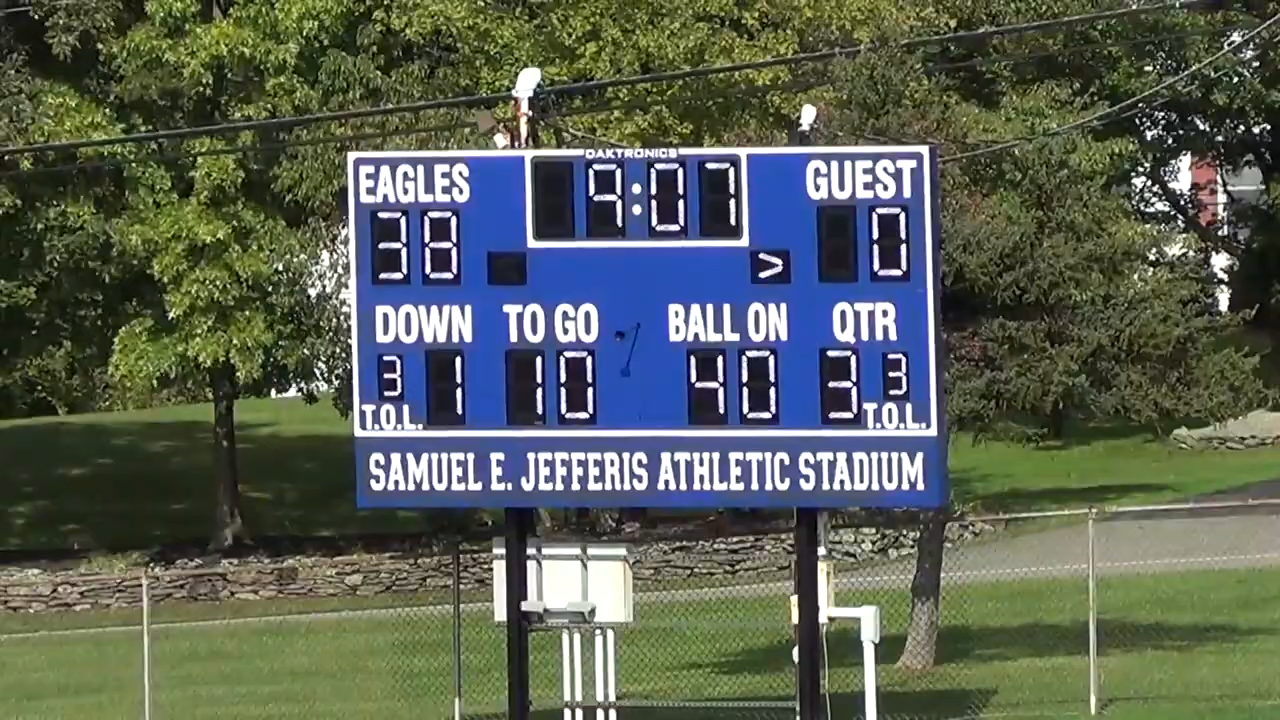 DAKTRONICS
EAGLES 9:07 GUEST
38 > 0
DOWN TO GO BALL ON QTR
3 1 10 40 3 3
T.O.L. T.O.L.
SAMUEL E. JEFFERIS ATHLETIC STADIUM